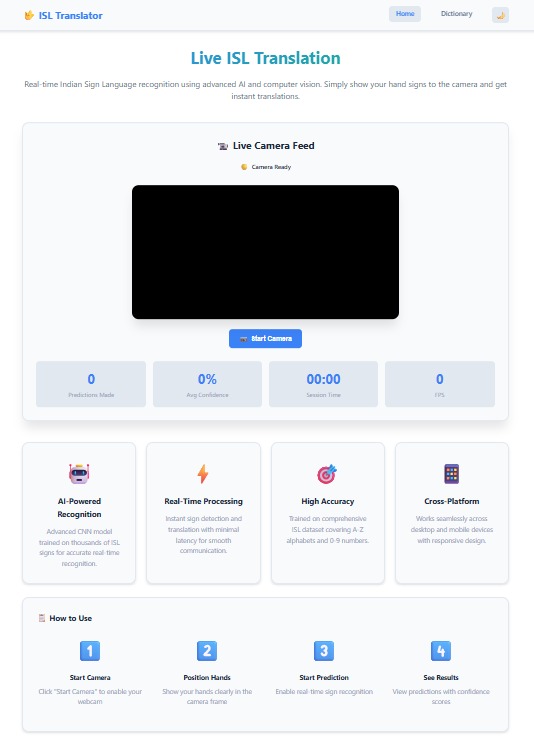 ISL Translator
Home
Dictionary
Live ISL Translation
Real-time Indian Sign Language recognition using advanced AI and computer vision. Simply show your hand signs to the camera and get
instant translations.
Live Camera Feed
Camera Ready
Start Camera
0
Predictions Made
0%
Avg Confidence
00:00
Session Time
0
FPS
AI-Powered
Recognition
Advanced CNN model
trained on thousands of ISL
signs for accurate real-time
recognition.
Real-Time Processing
Instant sign detection and
translation with minimal
latency for smooth
communication.
High Accuracy
Trained on comprehensive
ISL dataset covering A-Z
alphabets and 0-9 numbers.
Cross-Platform
Works seamlessly across
desktop and mobile devices
with responsive design.
How to Use
1
Start Camera
Click "Start Camera" to enable your
webcam
2
Position Hands
Show your hands clearly in the
camera frame
3
Start Prediction
Enable real-time sign recognition
4
See Results
View predictions with confidence
scores